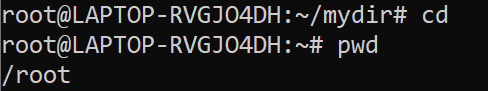 root@LAPTOP-RVGJO4DH:~/mydir# cd
root@LAPTOP-RVGJO4DH:~# pwd
/root